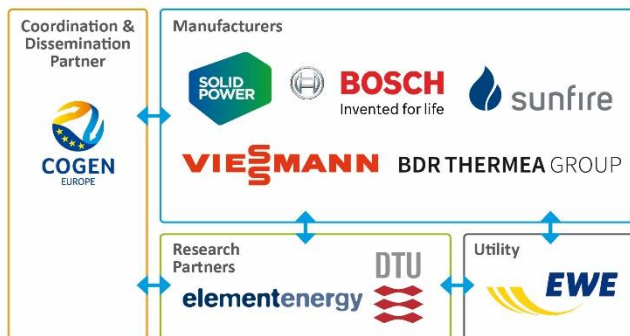 Coordination &
Dissemination
Partner
COGEN
EUROPE
Manufacturers
SOLID
POWER
BOSCH
Invented for life
sunfire
VIESSMANN
BDR THERMEA GROUP
Research
Partners
elementenergy
DTU
Utility
EWE